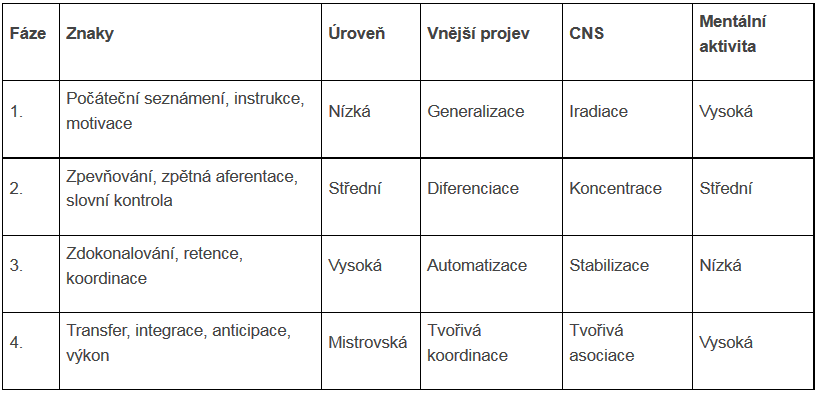 Fáze Znaky Úroveň Vnější projev CNS Mentální
aktivita
1. Počáteční seznámení, instrukce,
motivace Nízká Generalizace Iradiace Vysoká
2. Zpevňování, zpětná aferentace,
slovní kontrola Střední Diferenciace Koncentrace Střední
3. Zdokonalování, retence,
koordinace Vysoká Automatizace Stabilizace Nízká
4. Transfer, integrace, anticipace,
výkon Mistrovská Tvořivá
koordinace Tvořivá
asociace Vysoká